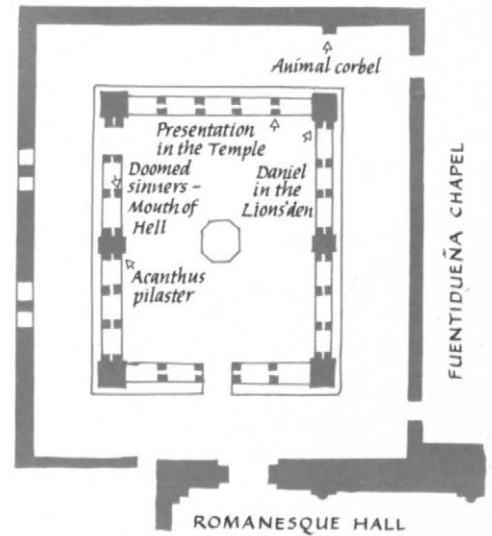 Animal corbel
Presentation
in the Temple
Doomed
sinners –
Mouth of
Hell
Daniel
in the
Lions' den
Acanthus
pilaster
FUENTIDUEÑA CHAPEL
ROMANESQUE HALL